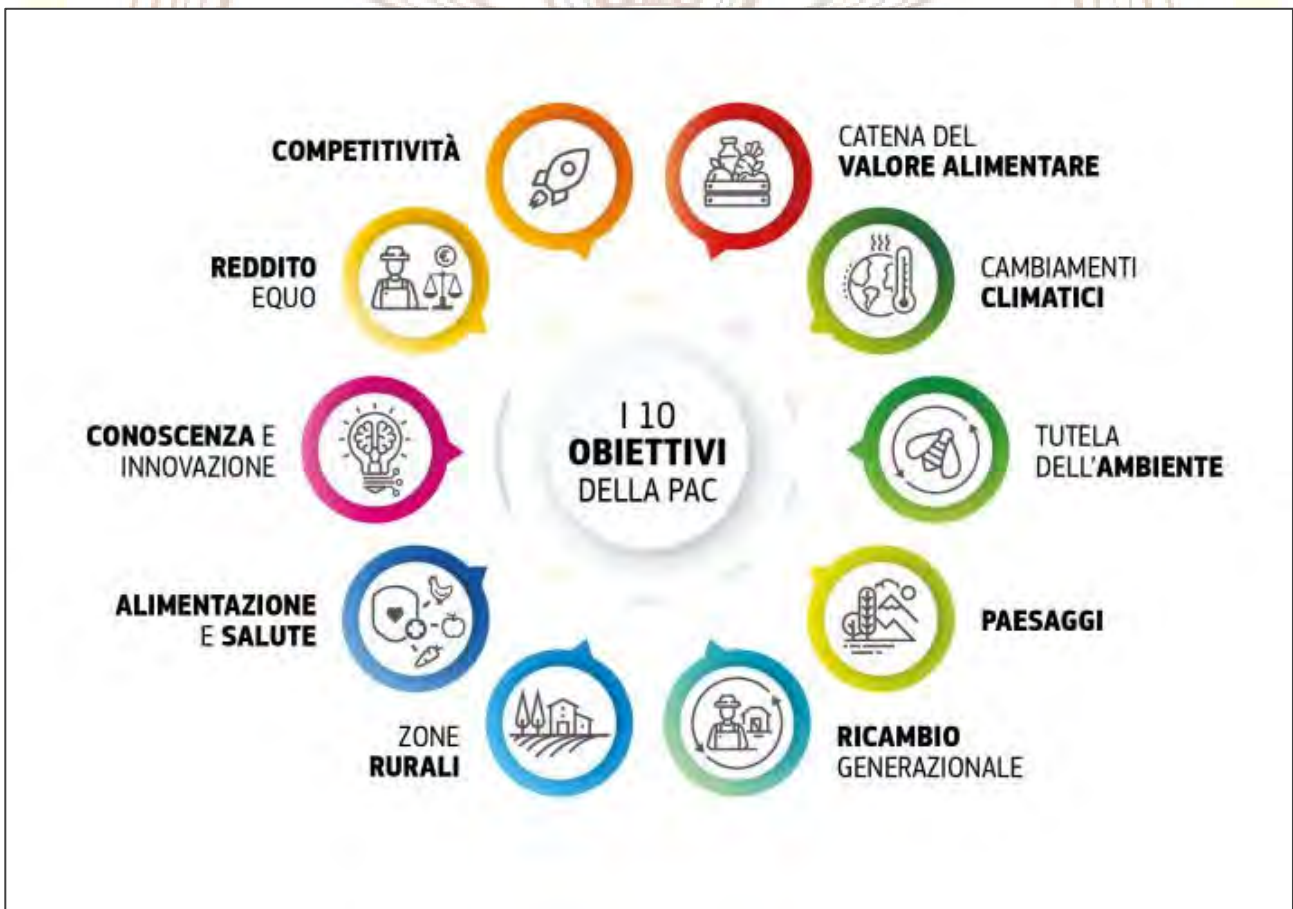 I 10
OBIETTIVI
DELLA PAC
COMPETITIVITÀ
CATENA DEL
VALORE ALIMENTARE
CAMBIAMENTI
CLIMATICI
TUTELA
DELL'AMBIENTE
PAESAGGI
RICAMBIO
GENERAZIONALE
ZONE
RURALI
ALIMENTAZIONE
E SALUTE
CONOSCENZA E
INNOVAZIONE
REDDITO
EQUO
€